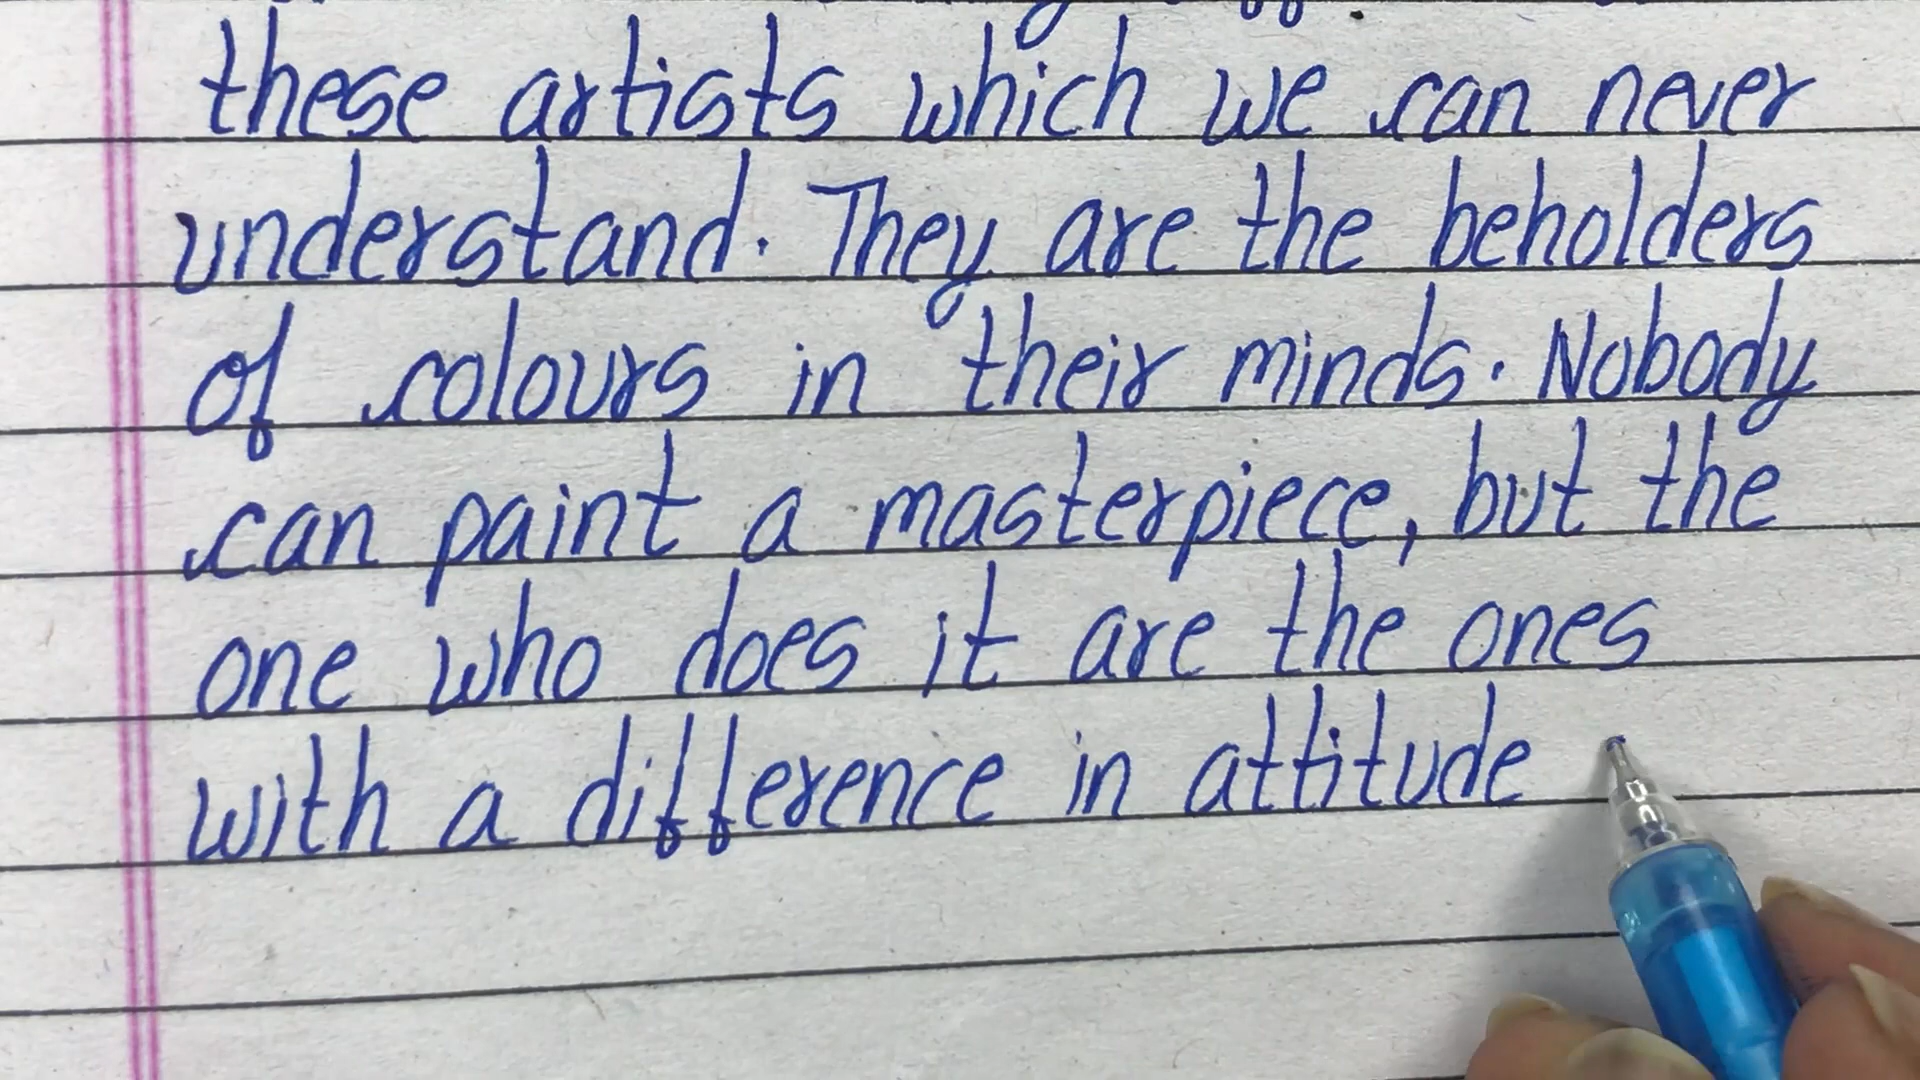 these artists which we can never
understand. They are the beholders
of colours in their minds. Nobody
can paint a masterpiece, but the
one who does it are the ones
with a difference in attitude